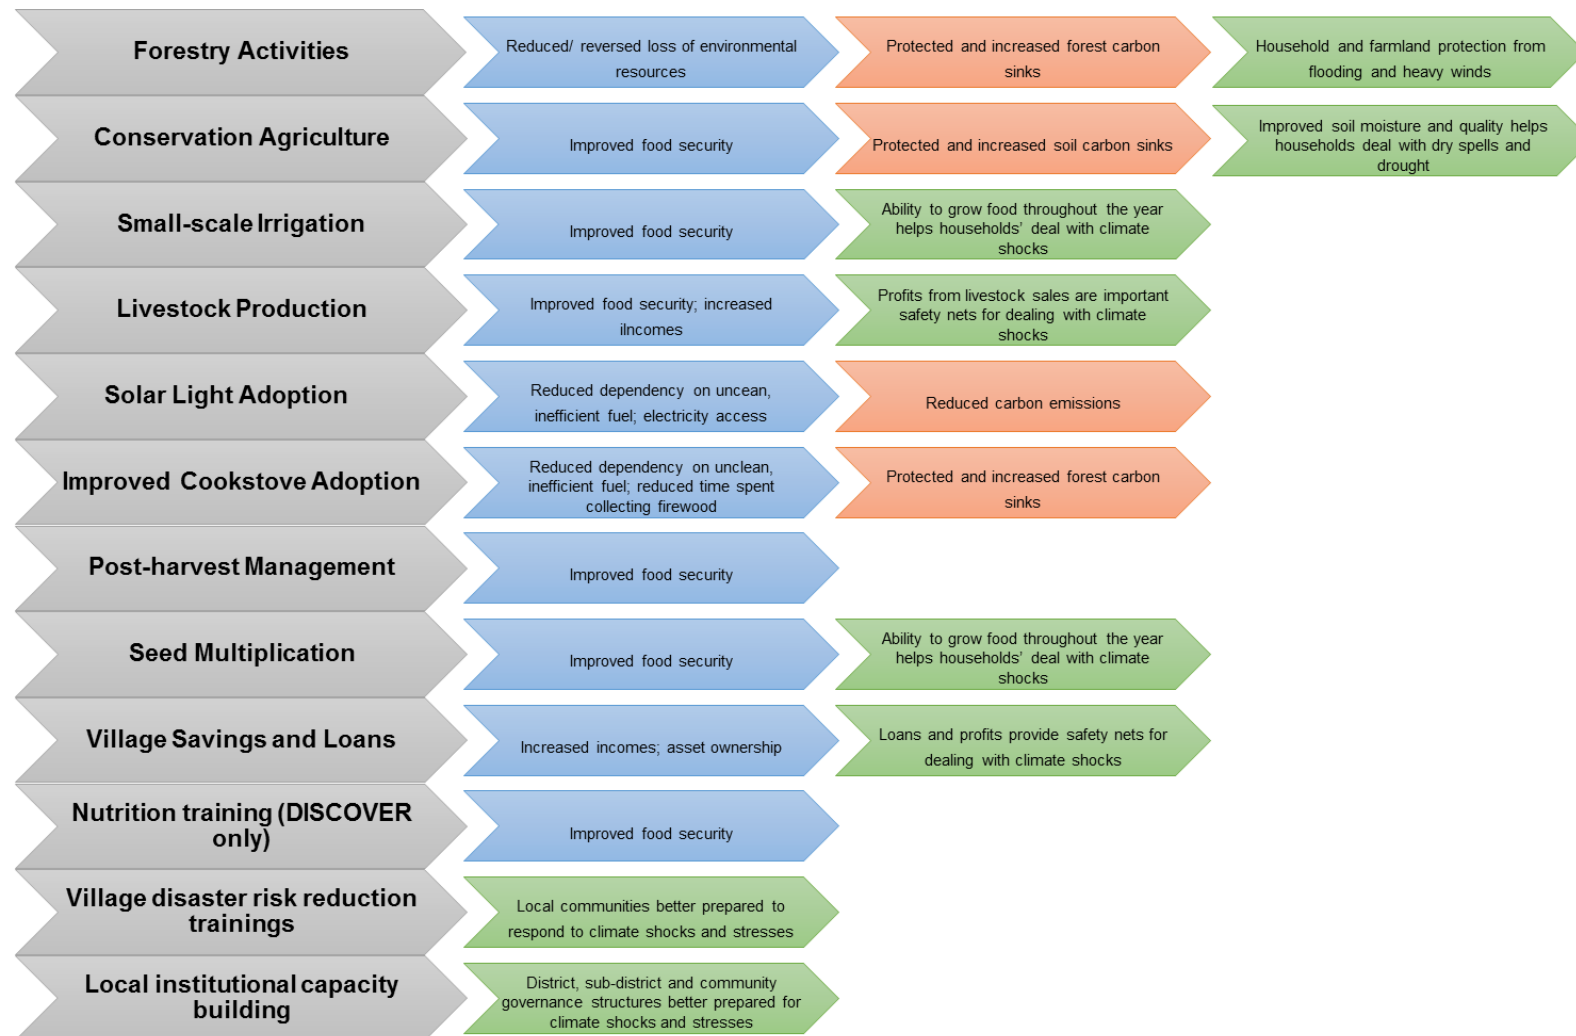 Forestry Activities
Reduced/ reversed loss of environmental
resources
Protected and increased forest carbon
sinks
Household and farmland protection from
flooding and heavy winds
Conservation Agriculture
Improved food security
Protected and increased soil carbon sinks
Improved soil moisture and quality helps
households deal with dry spells and
drought
Small-scale Irrigation
Improved food security
Ability to grow food throughout the year
helps households' deal with climate
shocks
Livestock Production
Improved food security; increased
ilncomes
Profits from livestock sales are important
safety nets for dealing with climate
shocks
Solar Light Adoption
Reduced dependency on uncean,
inefficient fuel; electricity access
Reduced carbon emissions
Improved Cookstove Adoption
Reduced dependency on unclean,
inefficient fuel; reduced time spent
collecting firewood
Protected and increased forest carbon
sinks
Post-harvest Management
Improved food security
Seed Multiplication
Improved food security
Ability to grow food throughout the year
helps households' deal with climate
shocks
Village Savings and Loans
Increased incomes; asset ownership
Loans and profits provide safety nets for
dealing with climate shocks
Nutrition training (DISCOVER
only)
Improved food security
Village disaster risk reduction
trainings
Local communities better prepared to
respond to climate shocks and stresses
Local institutional capacity
building
District, sub-district and community
governance structures better prepared for
climate shocks and stresses